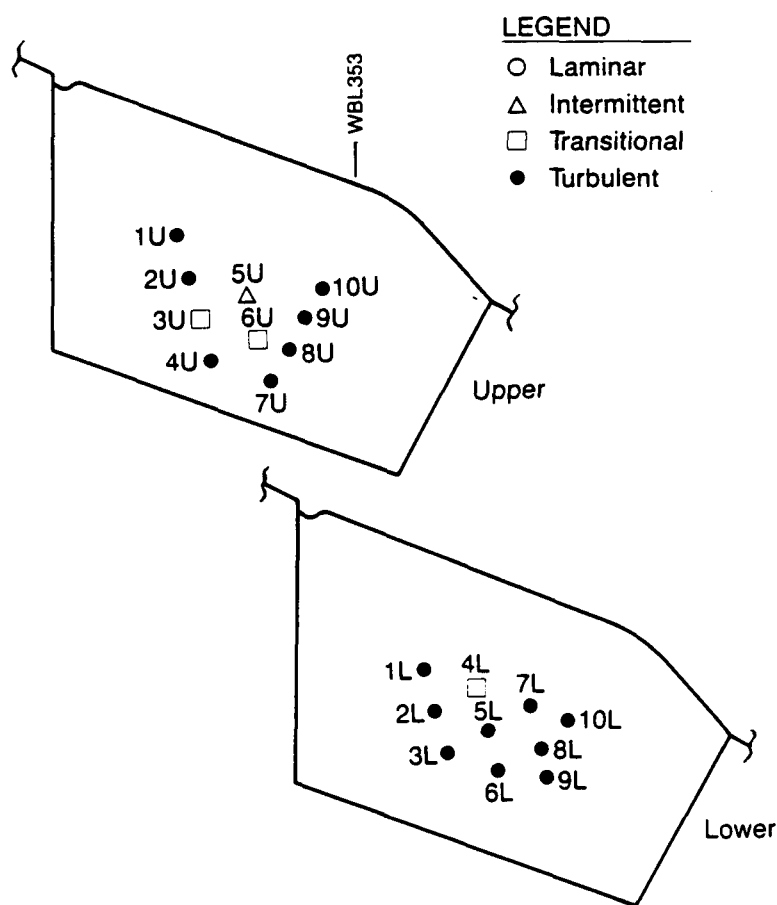 LEGEND
Laminar
Intermittent
Transitional
Turbulent
WBL353
1U
2U
5U
10U
3U
6U
9U
4U
8U
7U
Upper
1L
4L
7L
2L
5L
10L
3L
8L
6L
9L
Lower